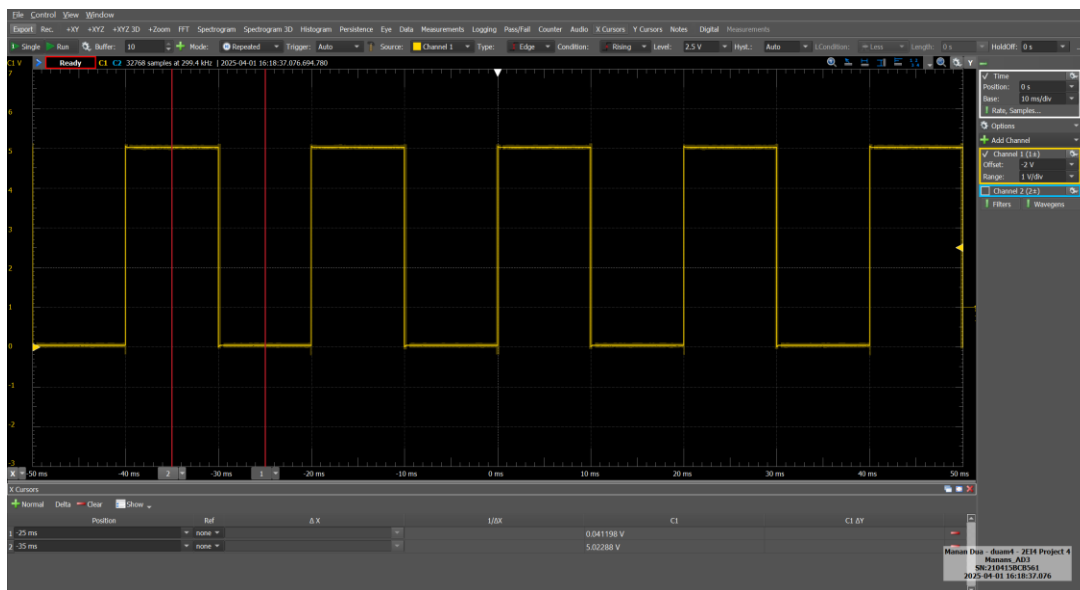 File Control View Window
Export Rec. +XY +XYZ +XYZ 3D +Zoom FFT Spectrogram Spectrogram 3D Histogram Persistence Eye Data Measurements Logging Pass/Fail Counter Audio X Cursors Y Cursors Notes Digital Measurements
Single Run Buffer: 10 Mode: Repeated Trigger: Auto Source: Channel 1 Type: Edge Condition: Rising Level: 2.5 V Hyst.: Auto LCondition: Less Length: 0 s HoldOff: 0 s
C1 V Ready C1 C2 32768 samples at 299.4 kHz | 2025-04-01 16:18:37.076.694.780 Y
7
6
5
4
3
2
1
0
-1
-2
-3
X -50 ms -40 ms 2 -30 ms 1 -20 ms -10 ms 0 ms 10 ms 20 ms 30 ms 40 ms 50 ms
Time
Position: 0 s
Base: 10 ms/div
Rate, Samples...
Options
Add Channel
Channel 1 (1±)
Offset: -2 V
Range: 1 V/div
Channel 2 (2±)
Filters Wavegens
X Cursors
Normal Delta Clear Show
Position Ref Δ X 1/ΔX C1 C1 ΔY
1 -25 ms none 0.041198 V
2 -35 ms none 5.02288 V
Manan Dua - duam4 - 2EI4 Project 4
Manans_AD3
SN:210415BCB561
2025-04-01 16:18:37.076